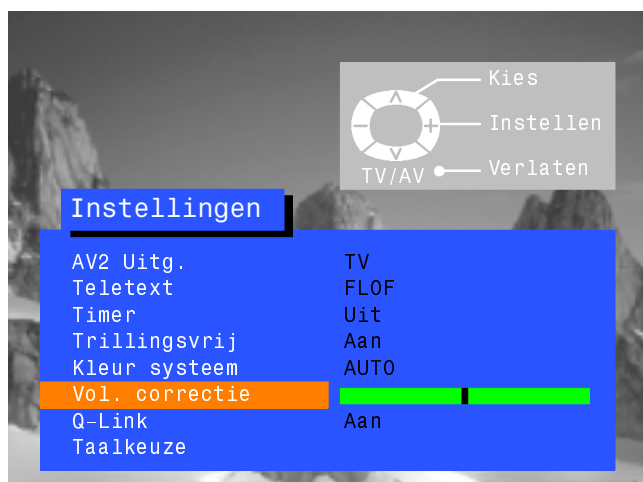 Kies
Instellen
TV/AV
Verlaten
Instellingen
AV2 Uitg. TV
Teletext FLOF
Timer Uit
Trillingsvrij Aan
Kleur systeem AUTO
Vol. correctie
Q-Link Aan
Taalkeuze